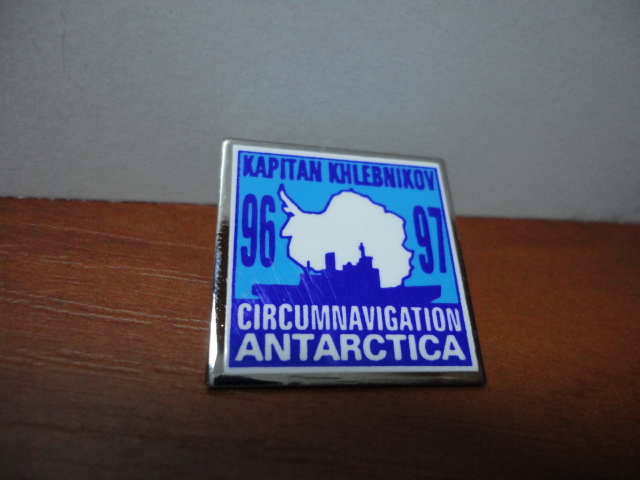 KAPITAN KHLEBNIKOV
96 97
CIRCUMNAVIGATION
ANTARCTICA